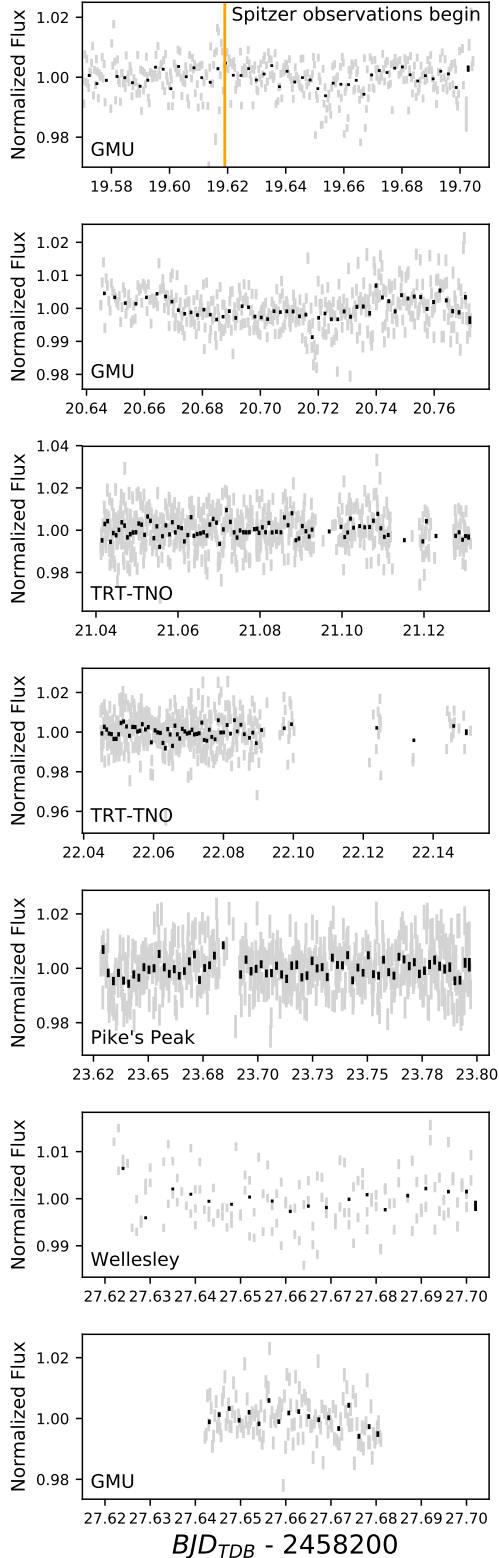 Spitzer observations begin
1.02
1.00
0.98
Normalized Flux
GMU
19.58 19.60 19.62 19.64 19.66 19.68 19.70
1.02
1.01
1.00
0.99
0.98
Normalized Flux
GMU
20.64 20.66 20.68 20.70 20.72 20.74 20.76
1.04
1.02
1.00
0.98
Normalized Flux
TRT-TNO
21.04 21.06 21.08 21.10 21.12
1.02
1.00
0.98
0.96
Normalized Flux
TRT-TNO
22.04 22.06 22.08 22.10 22.12 22.14
1.02
1.00
0.98
Normalized Flux
Pike's Peak
23.62 23.65 23.68 23.70 23.73 23.75 23.78 23.80
1.01
1.00
0.99
Normalized Flux
Wellesley
27.62 27.63 27.64 27.65 27.66 27.67 27.68 27.69 27.70
1.02
1.00
0.98
Normalized Flux
GMU
27.62 27.63 27.64 27.65 27.66 27.67 27.68 27.69 27.70
BJD_TDB - 2458200